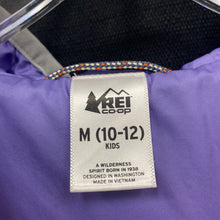 REI
CO·OP
M (10-12)
KIDS
A WILDERNESS
SPIRIT BORN IN 1938
DESIGNED IN WASHINGTON
MADE IN VIETNAM